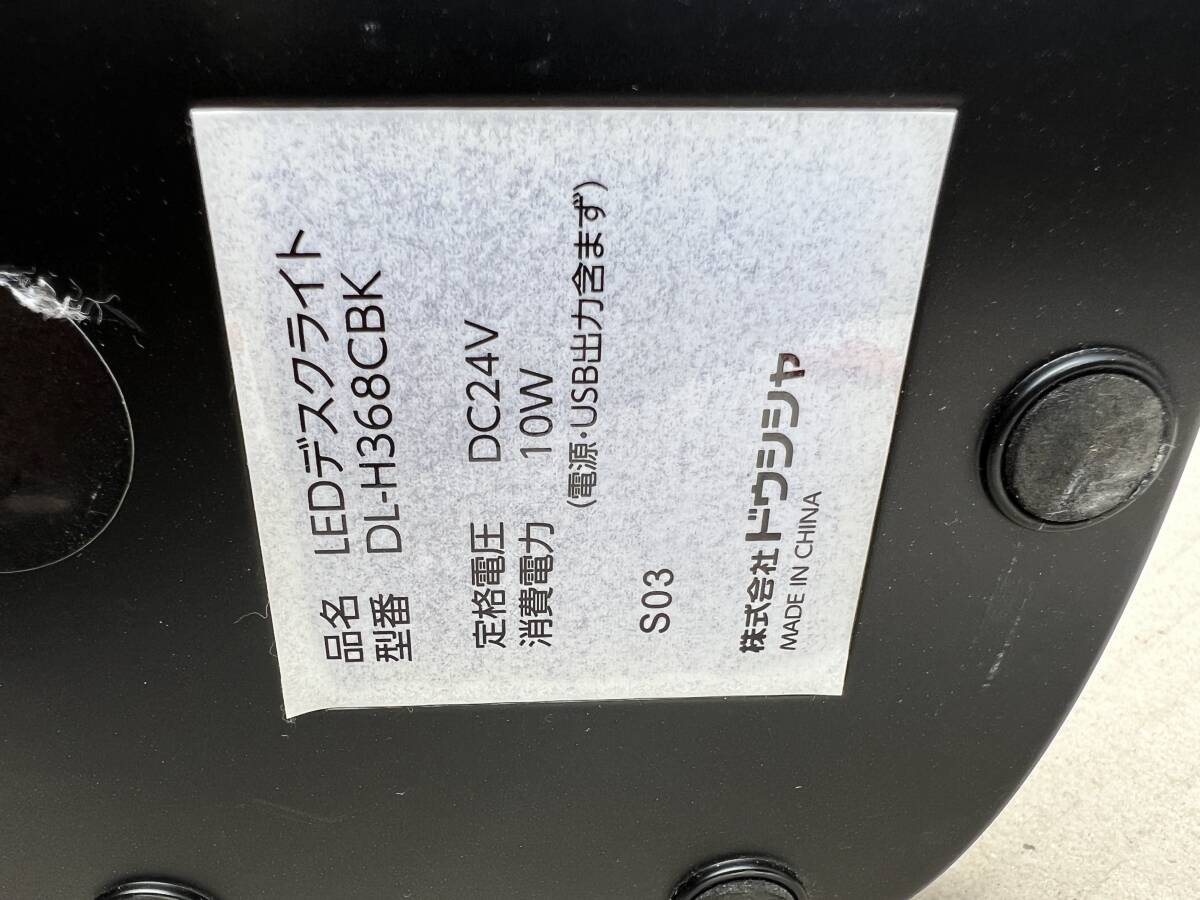 品名 LEDデスクライト
型番 DL-H368CBK
定格電圧 DC24V
消費電力 10W
(電源・USB出力含まず)
S03
株式会社ドウシシャ
MADE IN CHINA